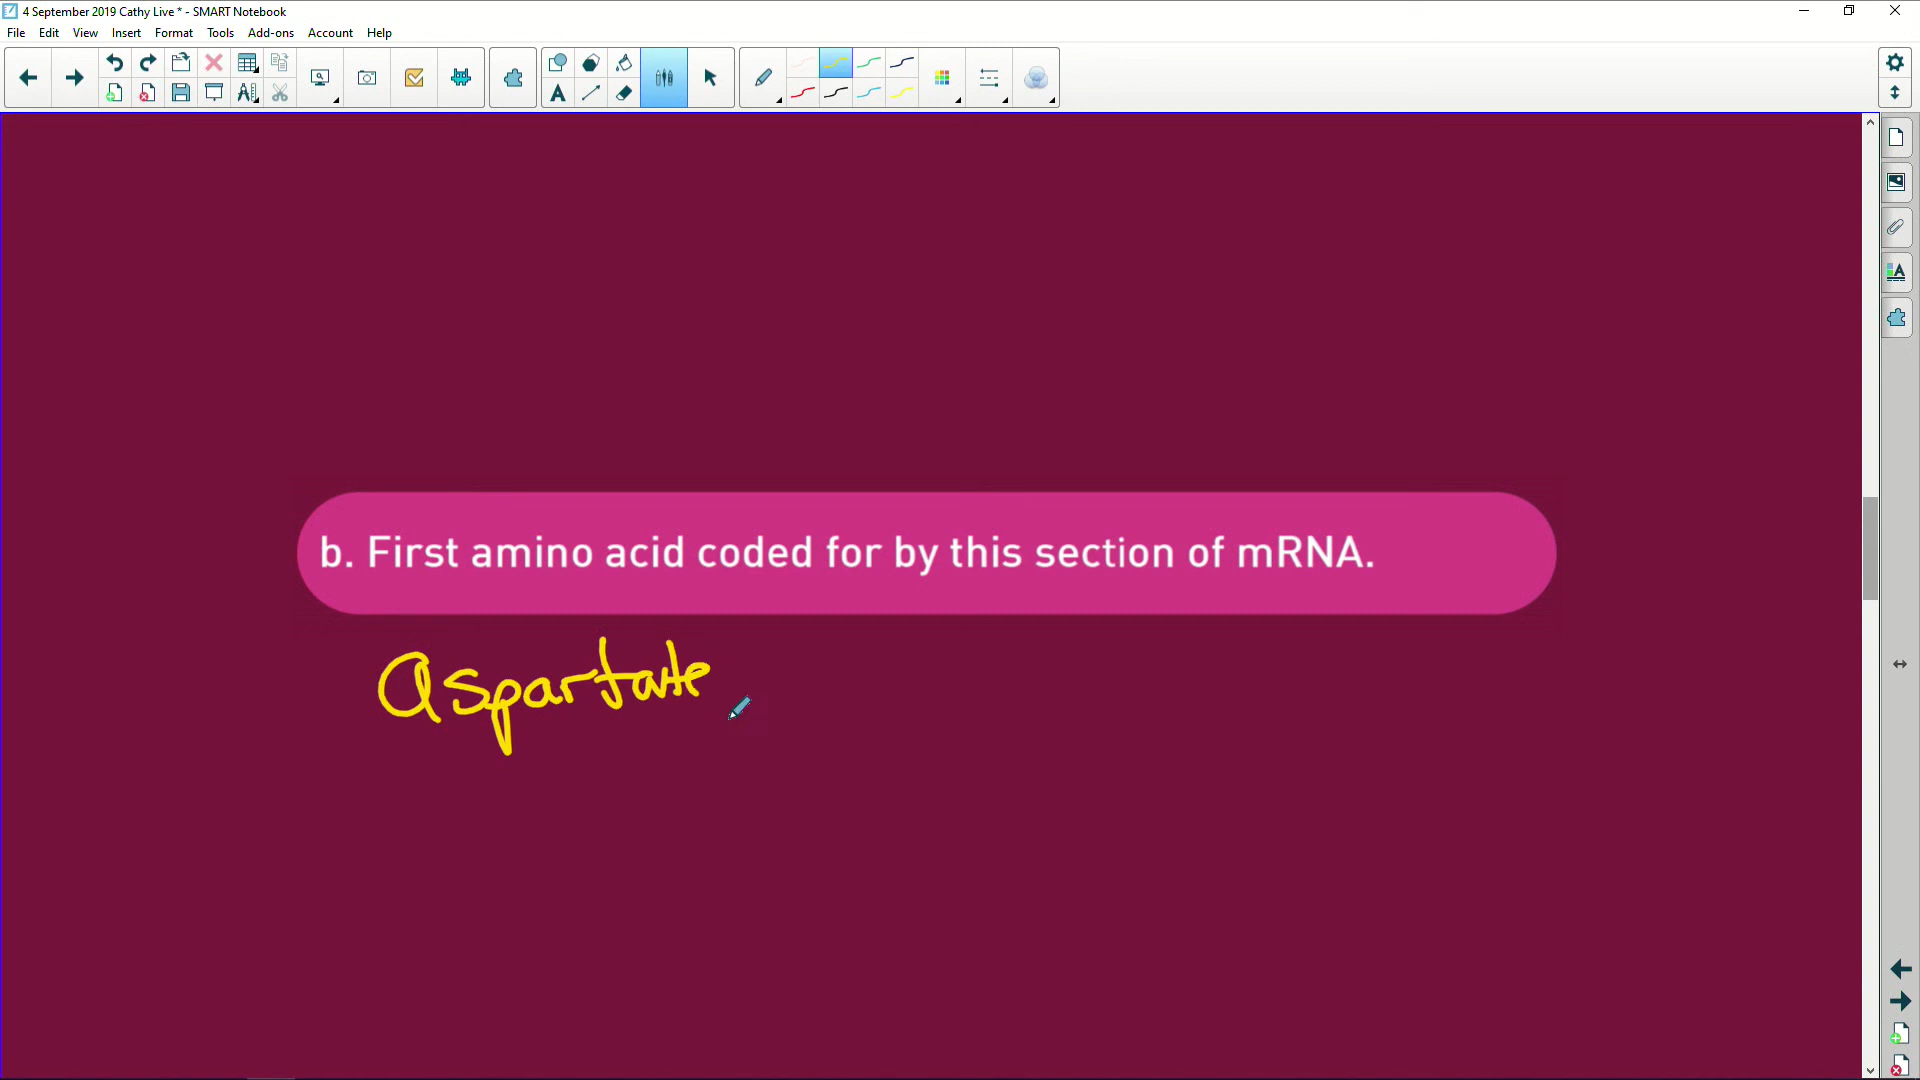 4 September 2019 Cathy Live * - SMART Notebook
File Edit View Insert Format Tools Add-ons Account Help
b. First amino acid coded for by this section of mRNA.
aspartate